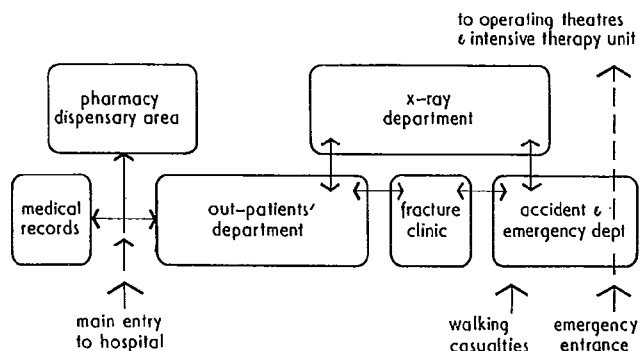 to operating theatres
& intensive therapy unit
pharmacy
dispensary area
x-ray
department
medical
records
out-patients'
department
fracture
clinic
accident &
emergency dept
main entry
to hospital
walking
casualties
emergency
entrance